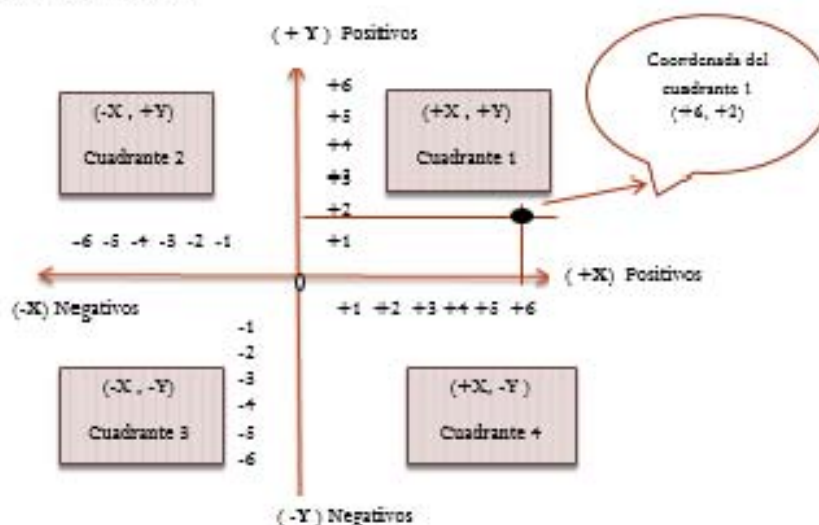 ( + Y ) Positivos
Coordenada del
cuadrante 1
(+6, +2)
(-X , +Y)
Cuadrante 2
(+X , +Y)
Cuadrante 1
+6
+5
+4
+3
+2
+1
-6 -5 -4 -3 -2 -1
(+X) Positivos
0
(-X) Negativos
+1 +2 +3 +4 +5 +6
-1
-2
-3
-4
-5
-6
(-X , -Y)
Cuadrante 3
(+X, -Y )
Cuadrante 4
( -Y ) Negativos